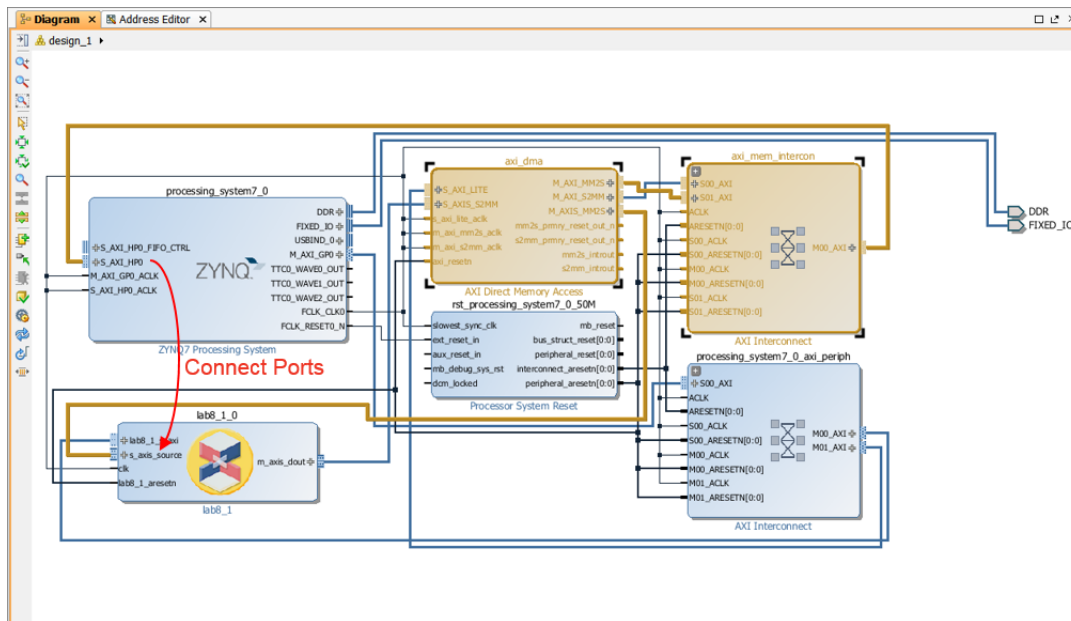 Diagram
Address Editor
design_1
processing_system7_0
S_AXI_HP0_FIFO_CTRL
S_AXI_HP0
M_AXI_GP0_ACLK
S_AXI_HP0_ACLK
ZYNQ
DDR
FIXED_IO
USBIND_0
M_AXI_GP0
TTC0_WAVE0_OUT
TTC0_WAVE1_OUT
TTC0_WAVE2_OUT
FCLK_CLK0
FCLK_RESET0_N
ZYNQ7 Processing System
Connect Ports
lab8_1_0
s_axis_source
clk
lab8_1_aresetn
m_axis_dout
lab8_1
axi_dma
S_AXI_LITE
S_AXIS_S2MM
s_axi_lite_aclk
m_axi_mm2s_aclk
m_axi_s2mm_aclk
axi_resetn
M_AXI_MM2S
M_AXI_S2MM
M_AXIS_MM2S
mm2s_prmry_reset_out_n
s2mm_prmry_reset_out_n
mm2s_introut
s2mm_introut
AXI Direct Memory Access
rst_processing_system7_0_50M
slowest_sync_clk
ext_reset_in
aux_reset_in
mb_debug_sys_rst
dcm_locked
mb_reset
bus_struct_reset[0:0]
peripheral_reset[0:0]
interconnect_aresetn[0:0]
peripheral_aresetn[0:0]
Processor System Reset
axi_mem_intercon
S00_AXI
S01_AXI
ACLK
ARESETN[0:0]
S00_ACLK
S00_ARESETN[0:0]
M00_ACLK
M00_ARESETN[0:0]
S01_ACLK
S01_ARESETN[0:0]
M00_AXI
AXI Interconnect
processing_system7_0_axi_periph
S00_AXI
ACLK
ARESETN[0:0]
S00_ACLK
S00_ARESETN[0:0]
M00_ACLK
M00_ARESETN[0:0]
M01_ACLK
M01_ARESETN[0:0]
M00_AXI
M01_AXI
AXI Interconnect
DDR
FIXED_IO